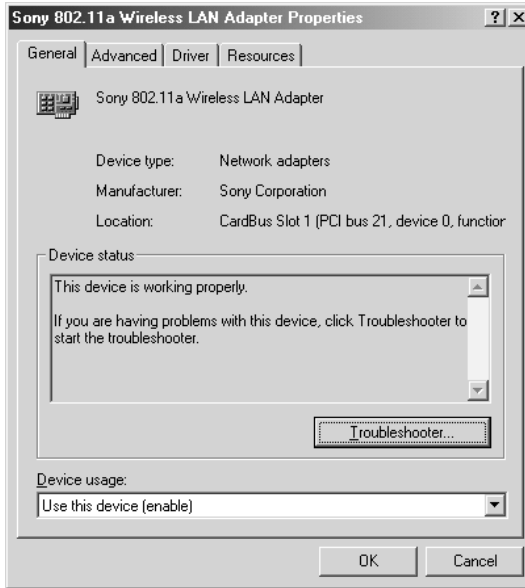 Sony 802.11a Wireless LAN Adapter Properties
General Advanced Driver Resources
Sony 802.11a Wireless LAN Adapter
Device type: Network adapters
Manufacturer: Sony Corporation
Location: CardBus Slot 1 (PCI bus 21, device 0, function
Device status
This device is working properly.
If you are having problems with this device, click Troubleshooter to
start the troubleshooter.
Troubleshooter...
Device usage:
Use this device (enable)
OK Cancel